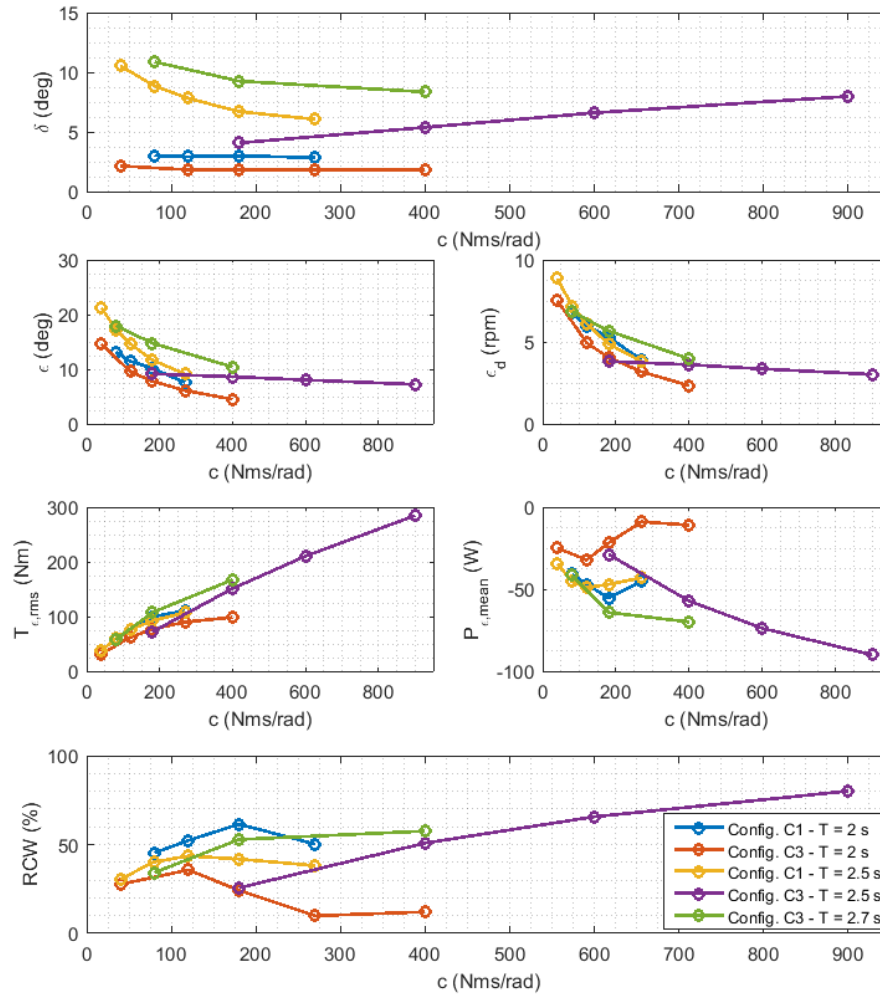 15
10
5
0
δ (deg)
0 100 200 300 400 500 600 700 800 900
c (Nms/rad)
30
20
10
0
ϵ (deg)
0 200 400 600 800
c (Nms/rad)
10
5
0
ϵd (rpm)
0 200 400 600 800
c (Nms/rad)
300
200
100
0
Tϵ,rms (Nm)
0 200 400 600 800
c (Nms/rad)
0
-50
-100
Pϵ,mean (W)
0 200 400 600 800
c (Nms/rad)
100
50
0
RCW (%)
0 100 200 300 400 500 600 700 800 900
c (Nms/rad)
Config. C1 - T = 2 s
Config. C3 - T = 2 s
Config. C1 - T = 2.5 s
Config. C3 - T = 2.5 s
Config. C3 - T = 2.7 s